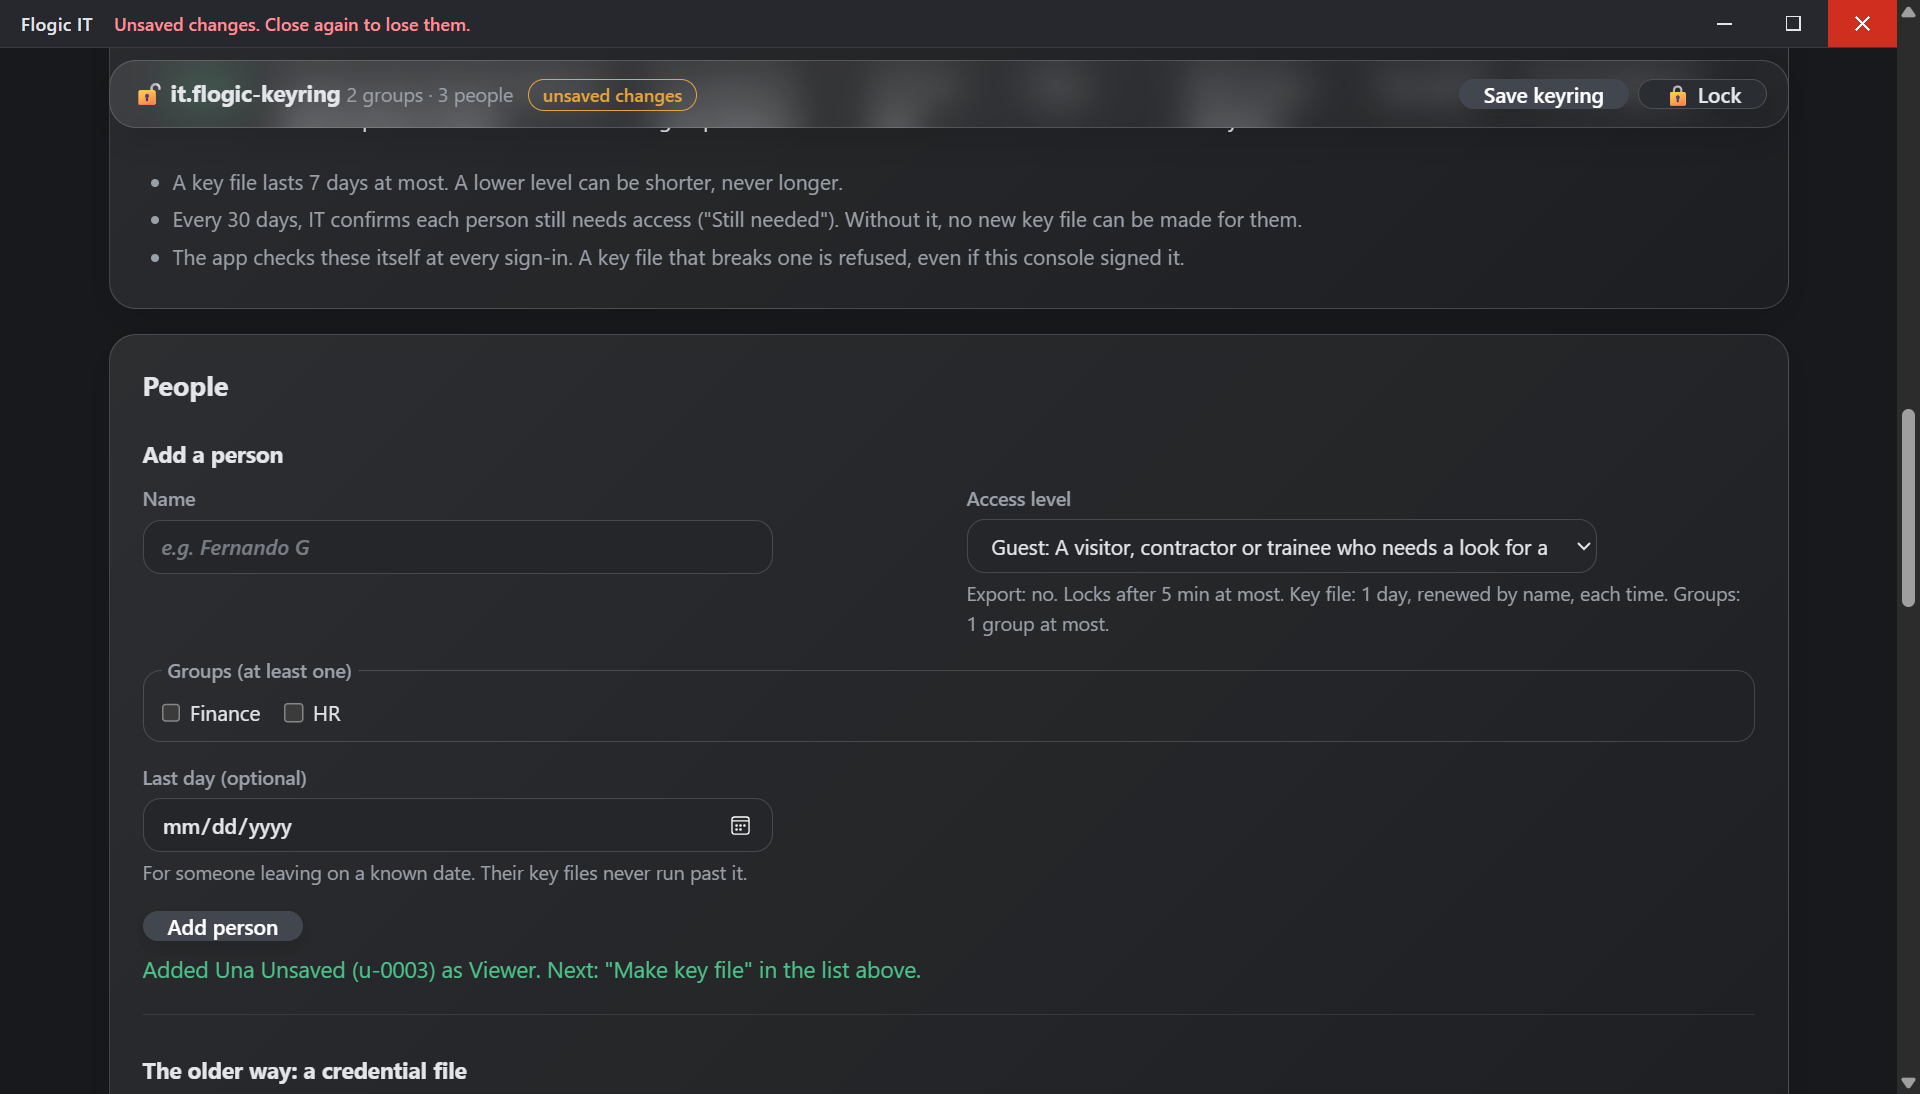 Flogic IT Unsaved changes. Close again to lose them.
it.flogic-keyring 2 groups · 3 people unsaved changes Save keyring Lock
A key file lasts 7 days at most. A lower level can be shorter, never longer.
Every 30 days, IT confirms each person still needs access ("Still needed"). Without it, no new key file can be made for them.
The app checks these itself at every sign-in. A key file that breaks one is refused, even if this console signed it.
People
Add a person
Name
e.g. Fernando G
Access level
Guest: A visitor, contractor or trainee who needs a look for a
Export: no. Locks after 5 min at most. Key file: 1 day, renewed by name, each time. Groups:
1 group at most.
Groups (at least one)
Finance HR
Last day (optional)
mm/dd/yyyy
For someone leaving on a known date. Their key files never run past it.
Add person
Added Una Unsaved (u-0003) as Viewer. Next: "Make key file" in the list above.
The older way: a credential file